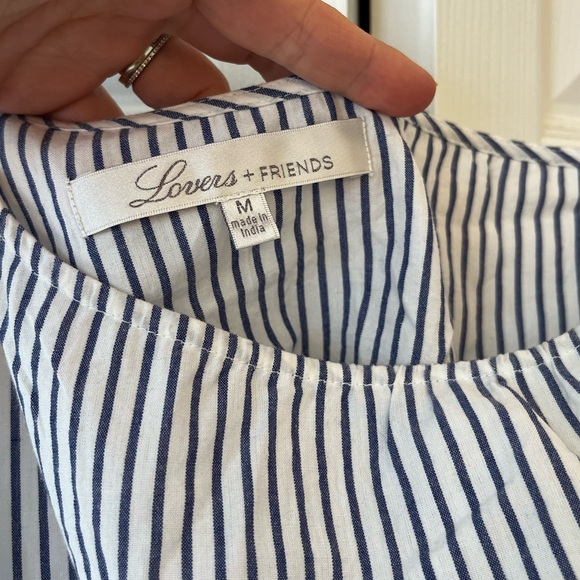 Lovers + FRIENDS
M
made in
India